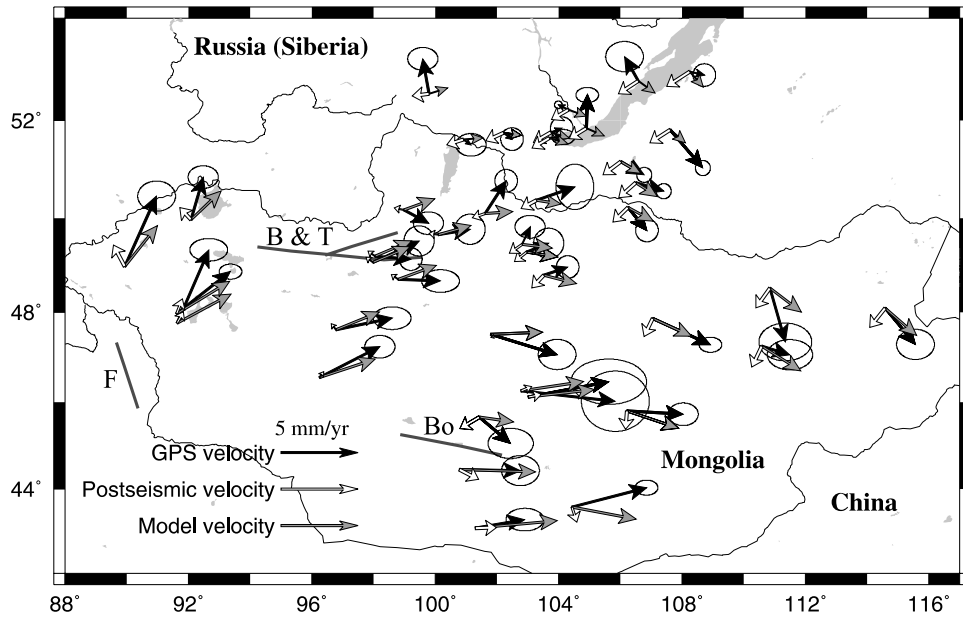 Russia (Siberia)
52°
B & T
48°
F
5 mm/yr
Bo
GPS velocity
Mongolia
Postseismic velocity
44°
China
Model velocity
88° 92° 96° 100° 104° 108° 112° 116°